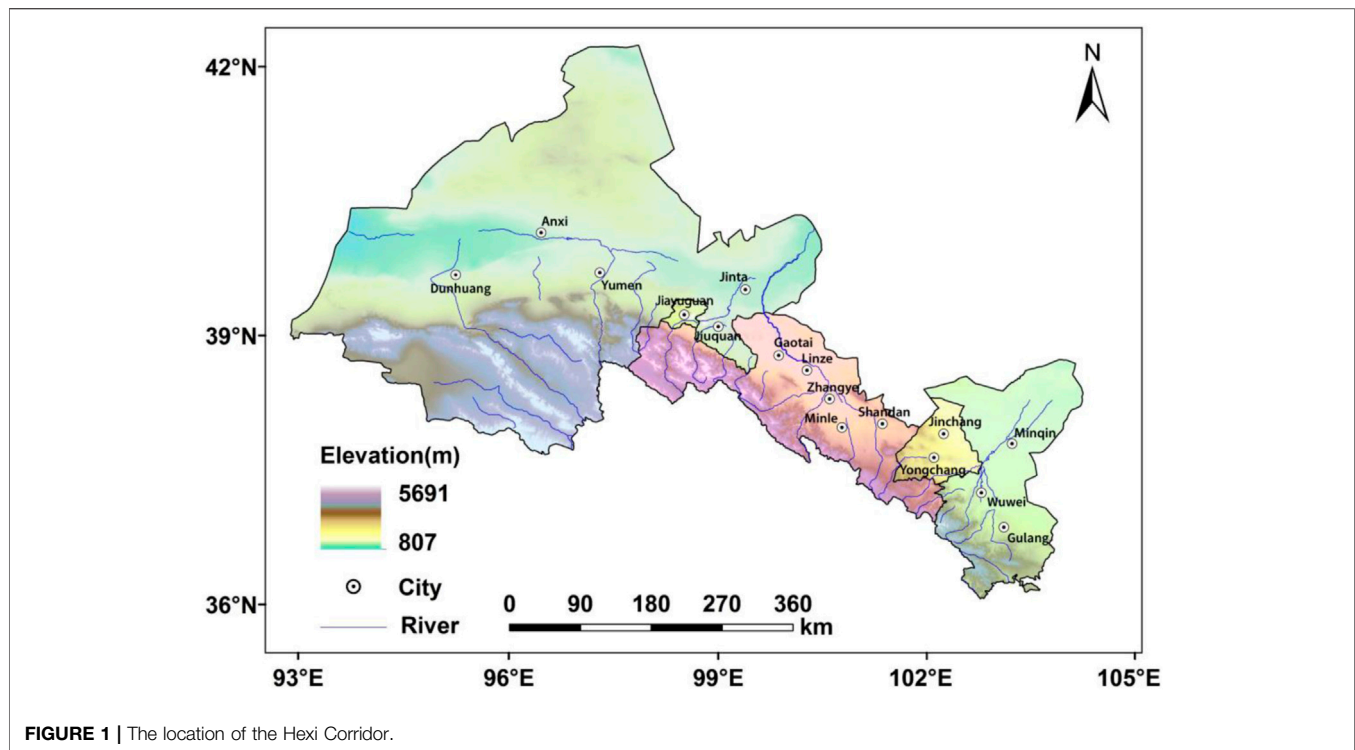 42°N
N
Anxi
Dunhuang
Yumen
Jinta
Jiayuguan
Jiuquan
39°N
Gaotai
Linze
Zhangye
Minle
Shandan
Jinchang
Minqin
Yongchang
Wuwei
Gulang
Elevation(m)
5691
807
City
River
0 90 180 270 360
km
36°N
93°E 96°E 99°E 102°E 105°E
FIGURE 1 | The location of the Hexi Corridor.